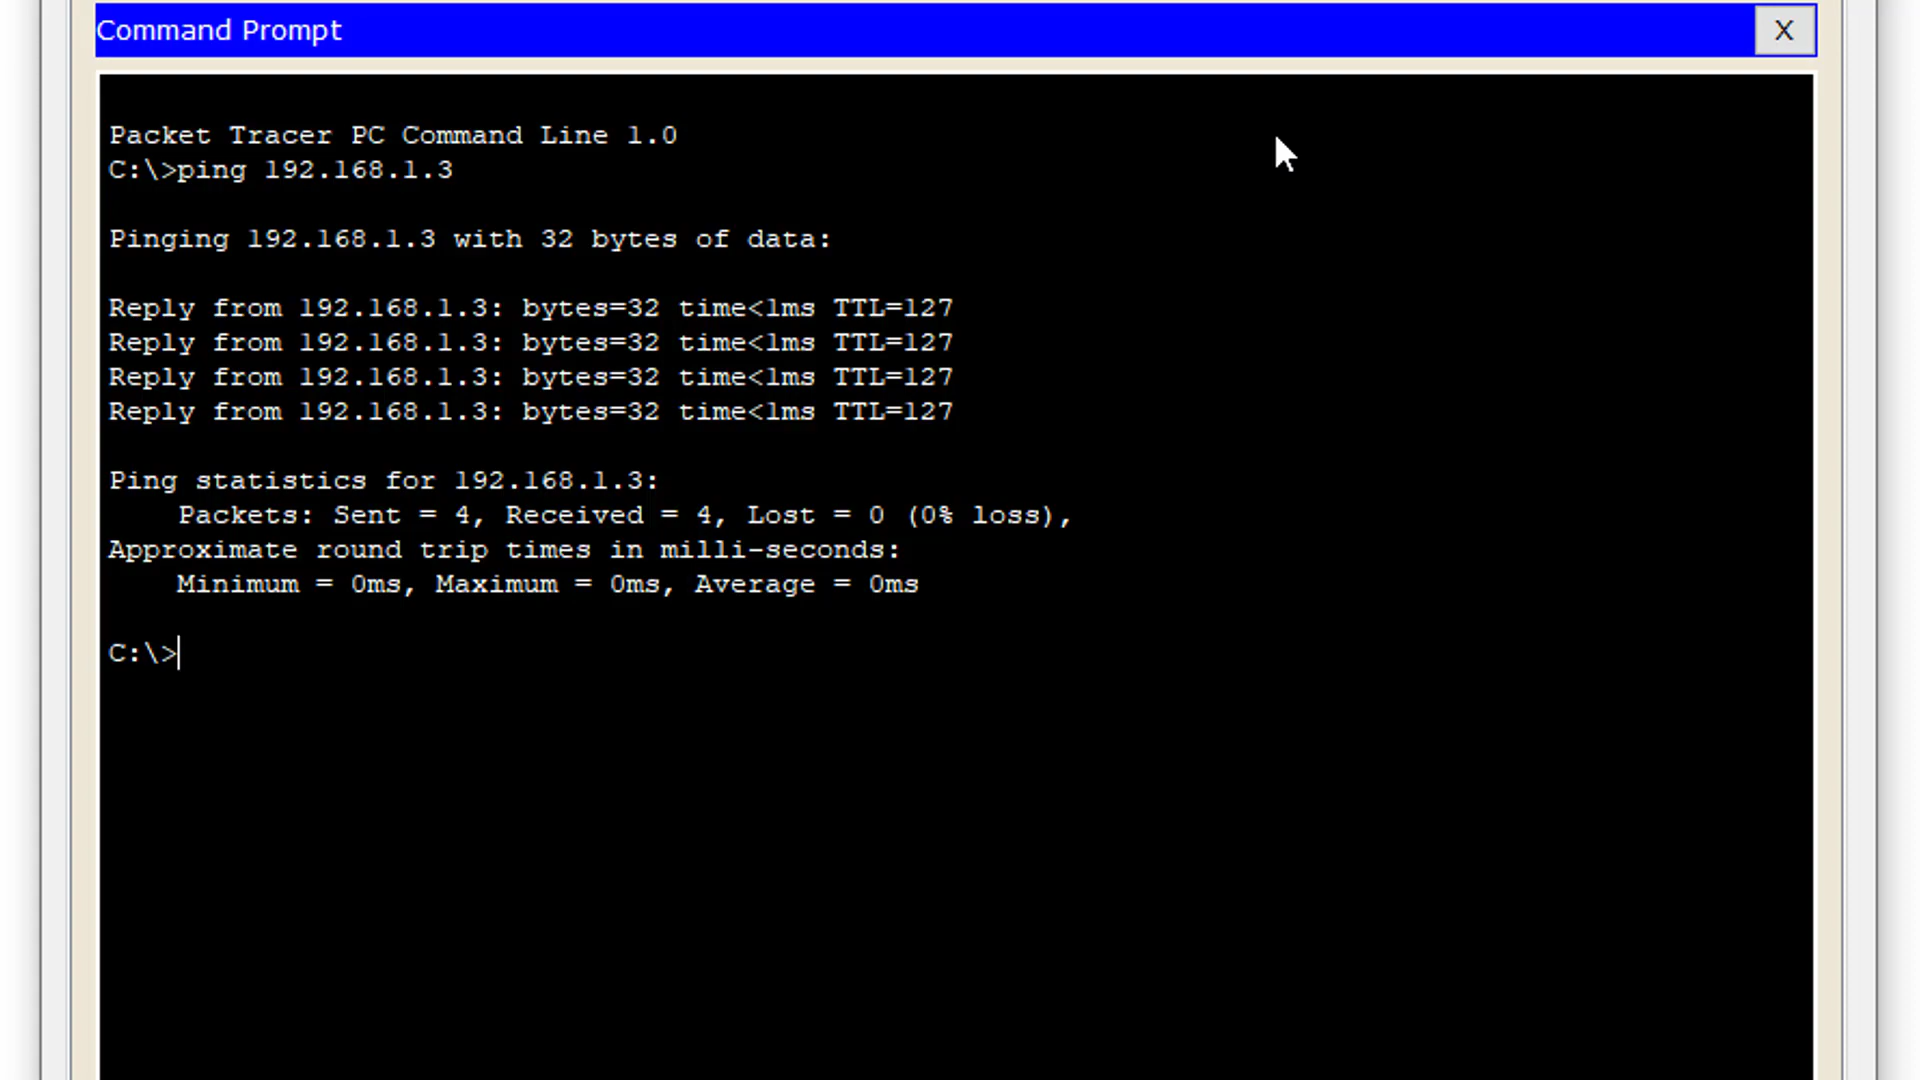 Command Prompt
X
Packet Tracer PC Command Line 1.0
C:\>ping 192.168.1.3
Pinging 192.168.1.3 with 32 bytes of data:
Reply from 192.168.1.3: bytes=32 time<1ms TTL=127
Reply from 192.168.1.3: bytes=32 time<1ms TTL=127
Reply from 192.168.1.3: bytes=32 time<1ms TTL=127
Reply from 192.168.1.3: bytes=32 time<1ms TTL=127
Ping statistics for 192.168.1.3:
Packets: Sent = 4, Received = 4, Lost = 0 (0% loss),
Approximate round trip times in milli-seconds:
Minimum = 0ms, Maximum = 0ms, Average = 0ms
C:\>